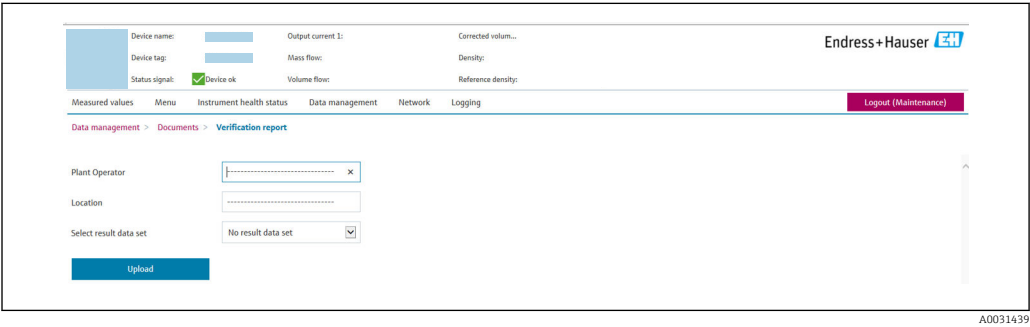 Device name: Output current 1: Corrected volum...
Endress+Hauser EH
Device tag: Mass flow: Density:
Status signal: Device ok Volume flow: Reference density:
Measured values Menu Instrument health status Data management Network Logging Logout (Maintenance)
Data management > Documents > Verification report
Plant Operator ------------------------------- ×
Location -------------------------------
Select result data set No result data set
Upload
A0031439